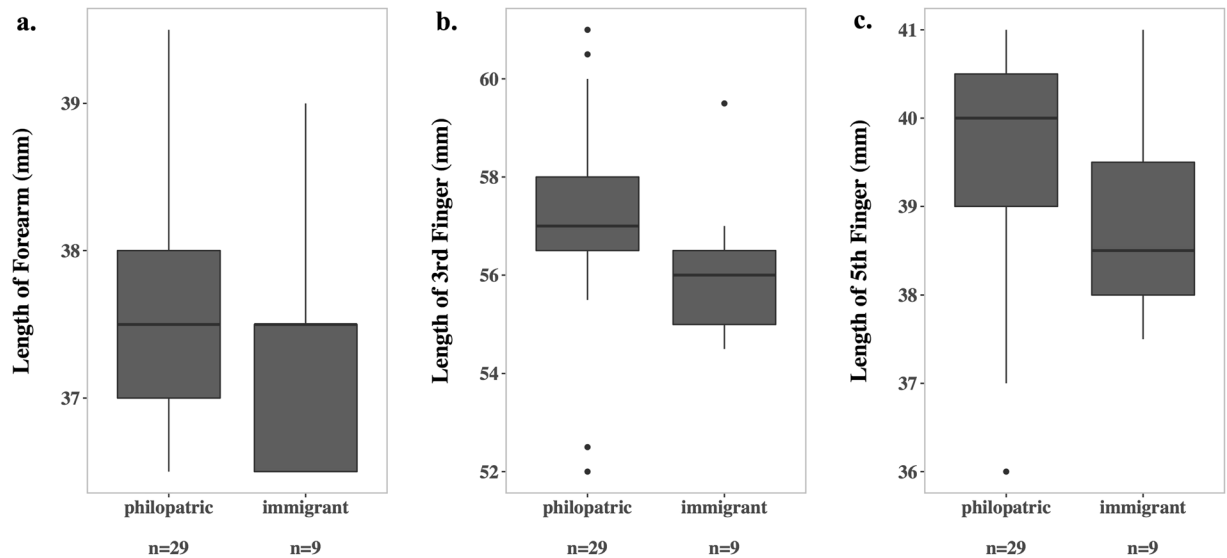 a.
Length of Forearm (mm)
39
38
37
philopatric immigrant
n=29 n=9
b.
Length of 3rd Finger (mm)
60
58
56
54
52
philopatric immigrant
n=29 n=9
c.
Length of 5th Finger (mm)
41
40
39
38
37
36
philopatric immigrant
n=29 n=9